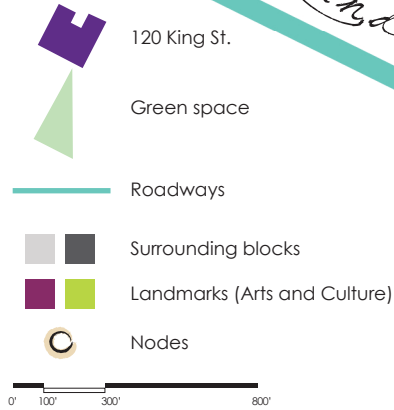 120 King St.
Green space
Roadways
Surrounding blocks
Landmarks (Arts and Culture)
Nodes
0' 100' 300' 800'